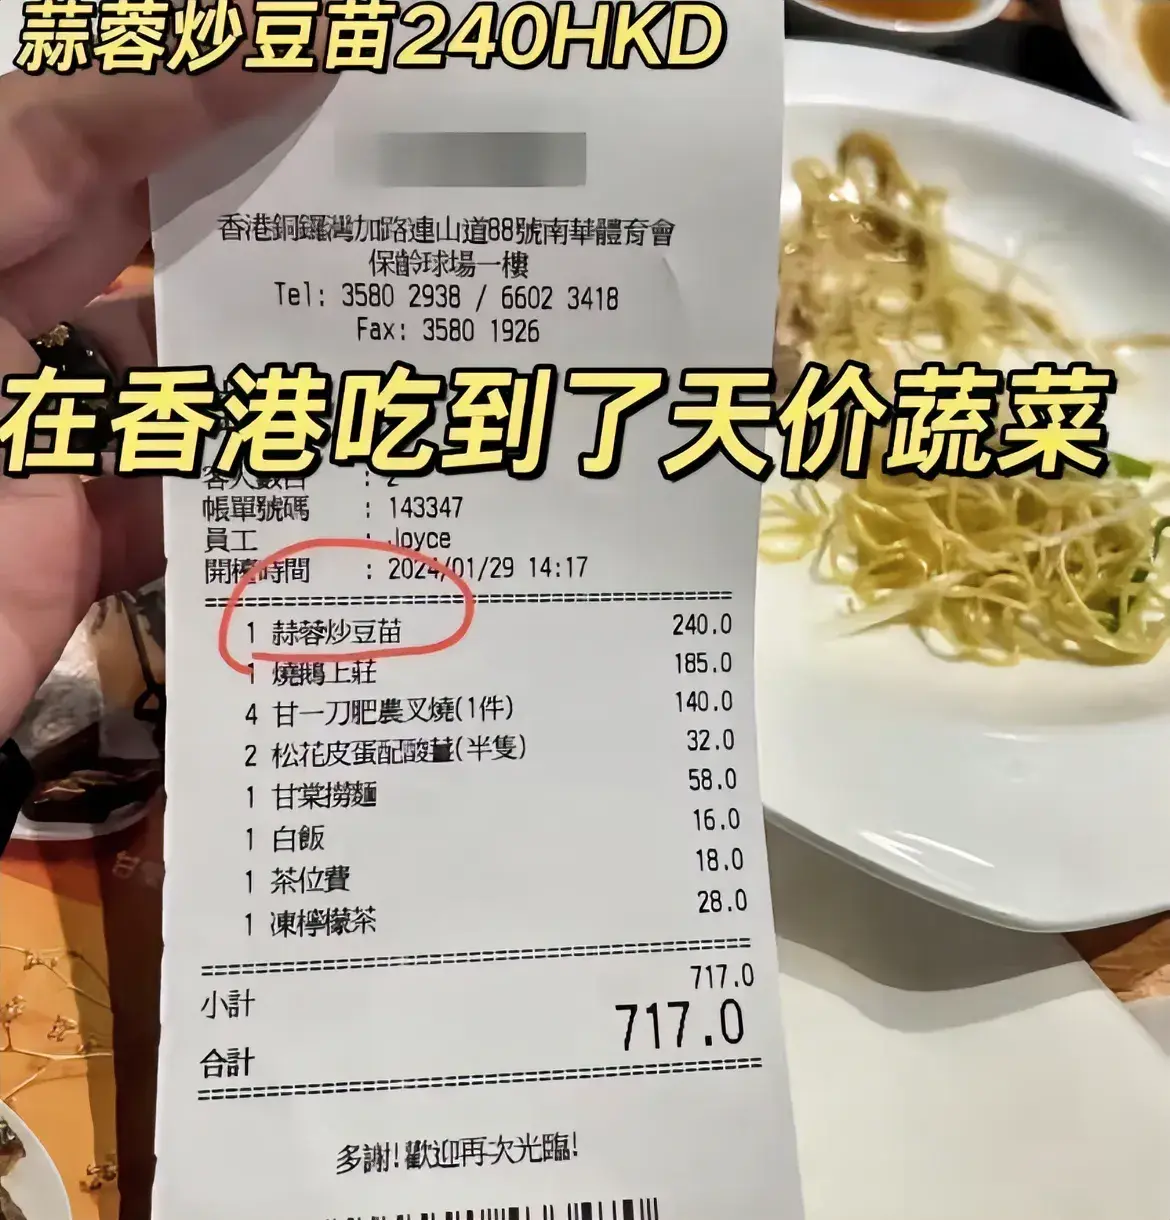 蒜蓉炒豆苗240HKD
香港銅鑼灣加路連山道88號南華體育會
保齡球場一樓
Tel: 3580 2938 / 6602 3418
Fax: 3580 1926
在香港吃到了天价蔬菜
客人數目 : 2
帳單號碼 : 143347
員工 : Joyce
開檯時間 : 2024/01/29 14:17
1 蒜蓉炒豆苗 240.0
1 燒鵝上莊 185.0
4 甘一刀肥農叉燒(1件) 140.0
2 松花皮蛋配酸薑(半隻) 32.0
1 甘棠撈麵 58.0
1 白飯 16.0
1 茶位費 18.0
1 凍檸檬茶 28.0
小計 717.0
合計 717.0
多謝!歡迎再次光臨!